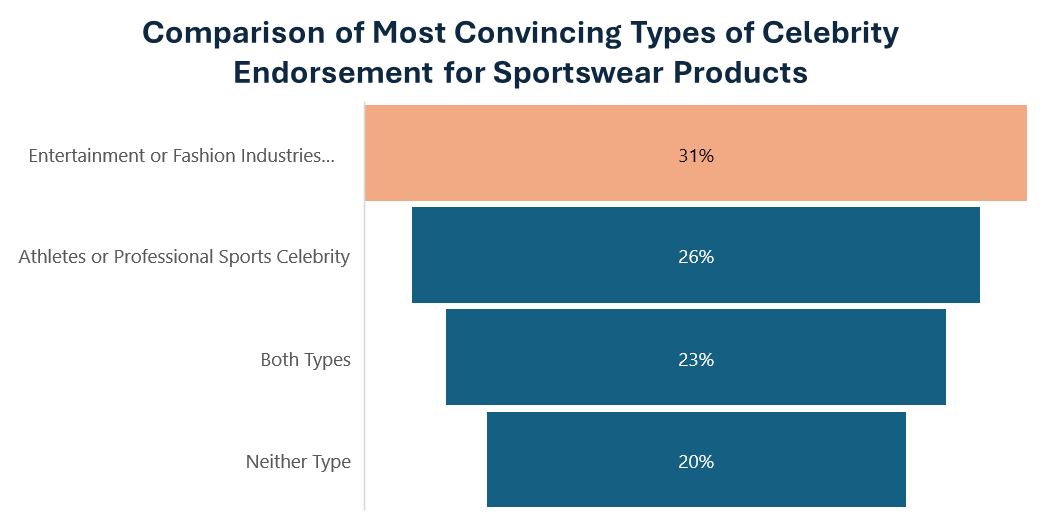 Comparison of Most Convincing Types of Celebrity
Endorsement for Sportswear Products
Entertainment or Fashion Industries...
31%
Athletes or Professional Sports Celebrity
26%
Both Types
23%
Neither Type
20%